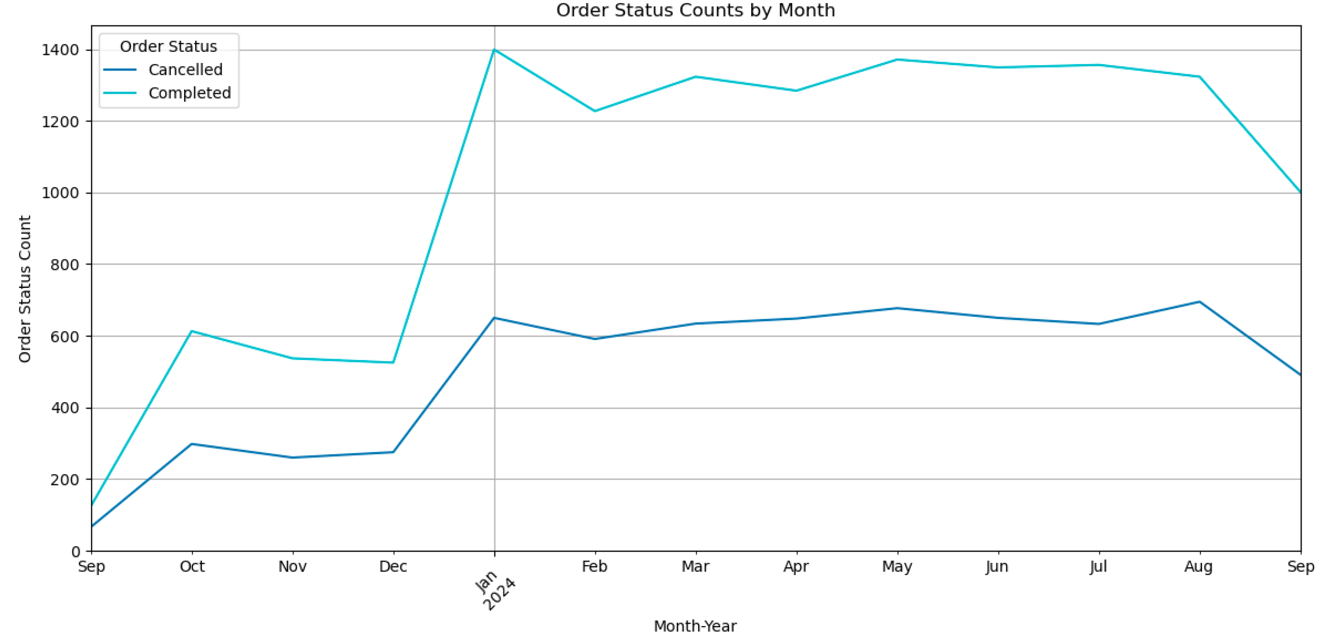 Order Status Counts by Month
Order Status
Cancelled
Completed
1400
1200
1000
800
600
400
200
0
Order Status Count
Sep
Oct
Nov
Dec
Jan
2024
Feb
Mar
Apr
May
Jun
Jul
Aug
Sep
Month-Year